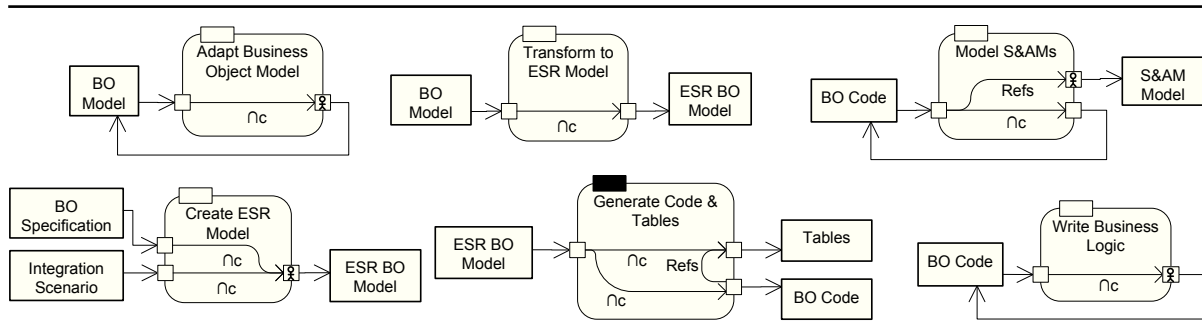 Adapt Business
Object Model
BO
Model
∩c
Transform to
ESR Model
BO
Model
∩c
ESR BO
Model
Model S&AMs
BO Code
Refs
∩c
S&AM
Model
BO
Specification
Integration
Scenario
Create ESR
Model
∩c
∩c
ESR BO
Model
Generate Code &
Tables
ESR BO
Model
∩c
Refs
∩c
Tables
BO Code
Write Business
Logic
BO Code
∩c